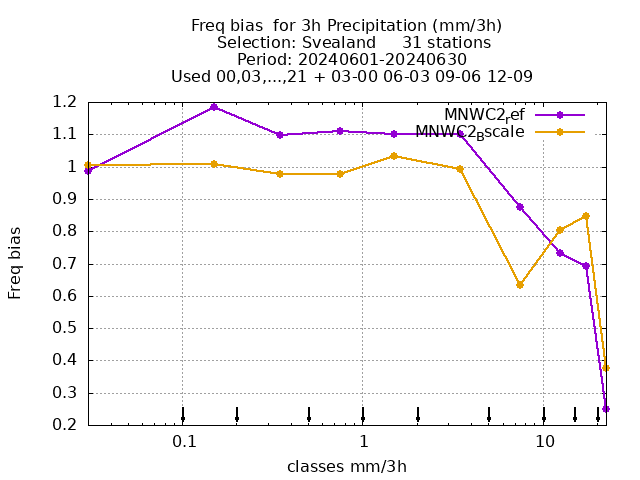 Freq bias  for 3h Precipitation (mm/3h)
Selection: Svealand     31 stations
Period: 20240601-20240630
Used 00,03,...,21 + 03-00 06-03 09-06 12-09
MNWC2_ref
MNWC2_Bscale
1.2
1.1
1
0.9
0.8
0.7
0.6
0.5
0.4
0.3
0.2
Freq bias
0.1 1 10
classes mm/3h